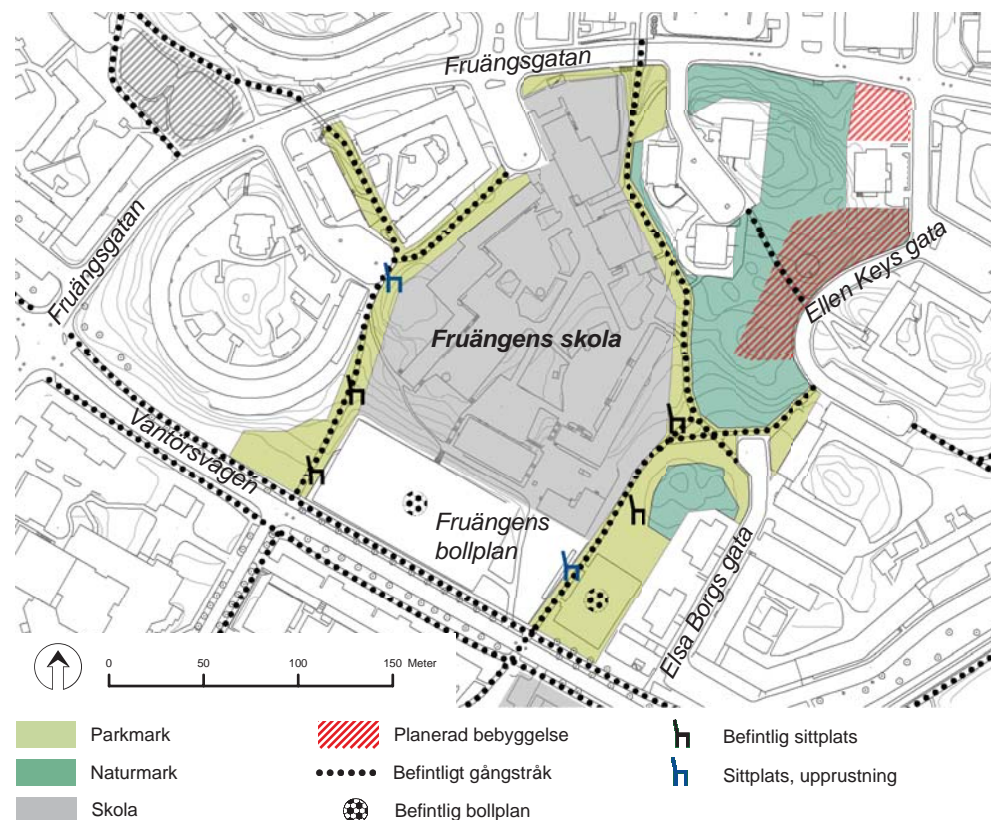 Fruängsgatan
Fruängsgatan
Ellen Keys gata
Fruängens skola
Vantörsvägen
Fruängens
bollplan
Elsa Borgs gata
0 50 100 150 Meter
Parkmark
Planerad bebyggelse
Befintlig sittplats
Naturmark
Befintligt gångstråk
Sittplats, upprustning
Skola
Befintlig bollplan